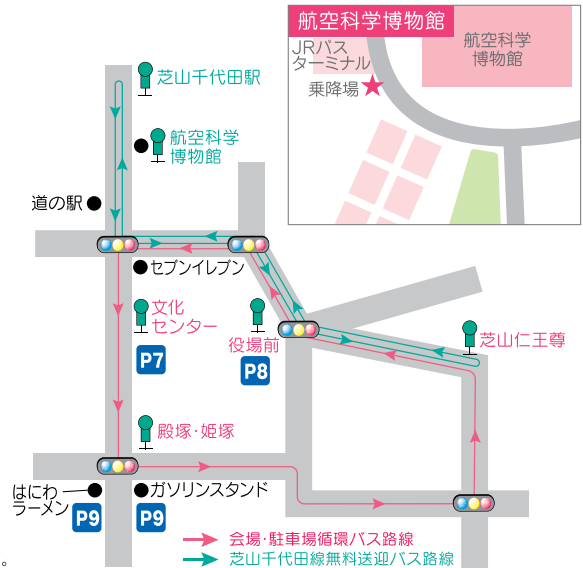 航空科学博物館
JRバス
ターミナル
乗降場
航空科学
博物館
芝山千代田駅
航空科学
博物館
道の駅
セブンイレブン
文化
センター
P7
役場前
P8
芝山仁王尊
殿塚・姫塚
はにわ
ラーメン
P9
ガソリンスタンド
P9
会場・駐車場循環バス路線
芝山千代田線無料送迎バス路線
。